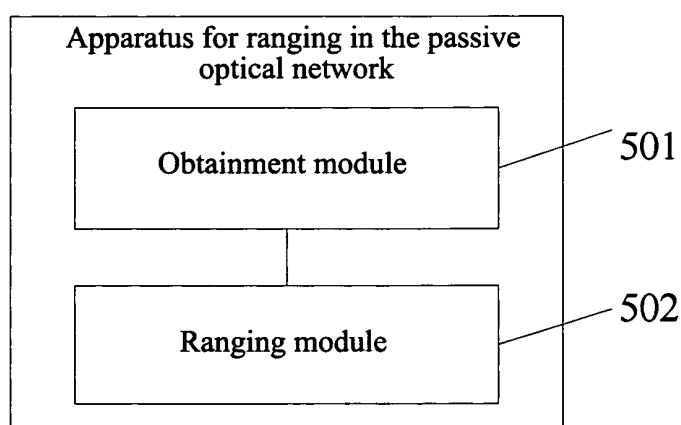 Apparatus for ranging in the passive
optical network
Obtainment module
501
Ranging module
502